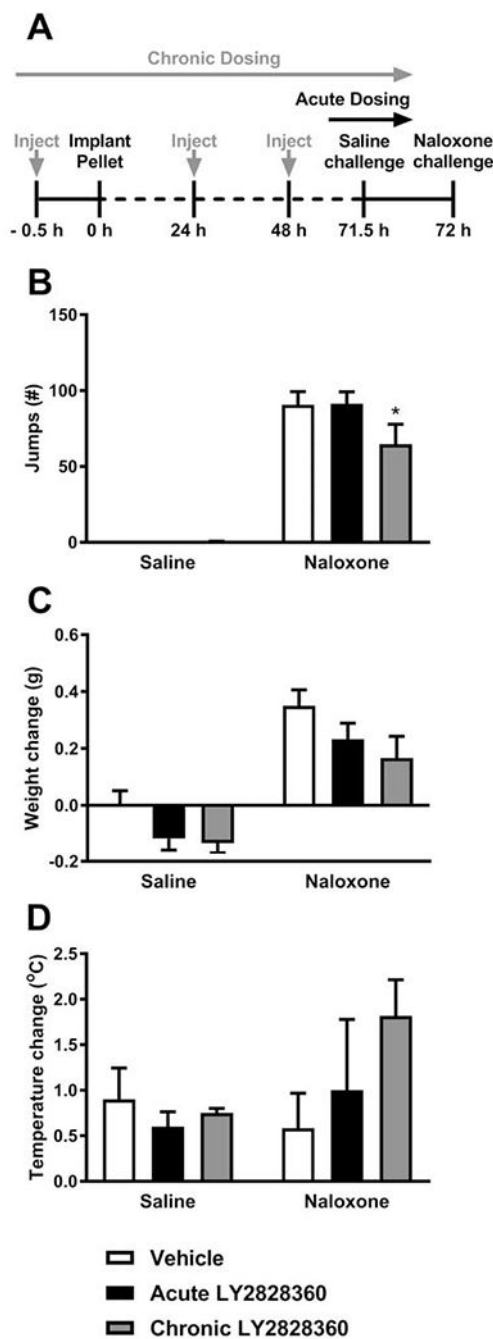 A
Chronic Dosing
Acute Dosing
Inject Implant Pellet Inject Inject Saline challenge Naloxone challenge
- 0.5 h 0 h 24 h 48 h 71.5 h 72 h
B
Jumps (#)
150
100
50
0
*
Saline Naloxone
C
Weight change (g)
0.6
0.4
0.2
0.0
-0.2
Saline Naloxone
D
Temperature change (°C)
2.5
2.0
1.5
1.0
0.5
0.0
Saline Naloxone
Vehicle
Acute LY2828360
Chronic LY2828360